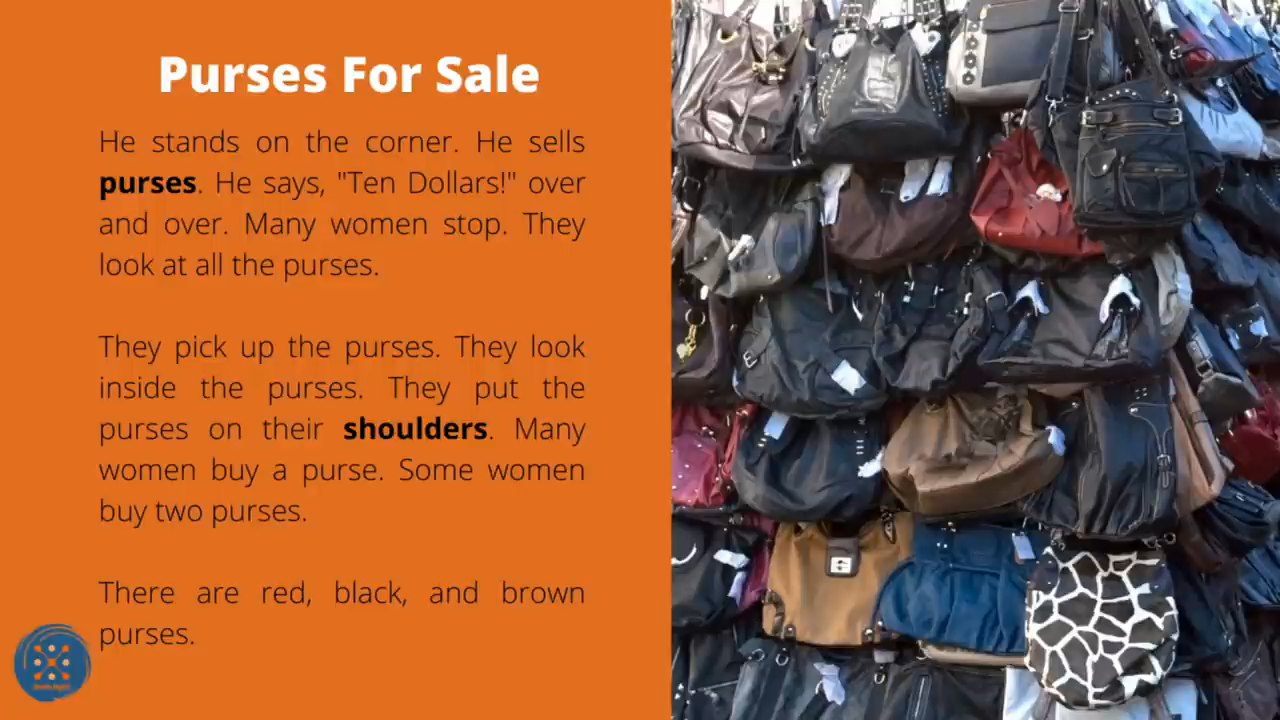 Purses For Sale
He stands on the corner. He sells
purses. He says, "Ten Dollars!" over
and over. Many women stop. They
look at all the purses.
They pick up the purses. They look
inside the purses. They put the
purses on their shoulders. Many
women buy a purse. Some women
buy two purses.
There are red, black, and brown
purses.